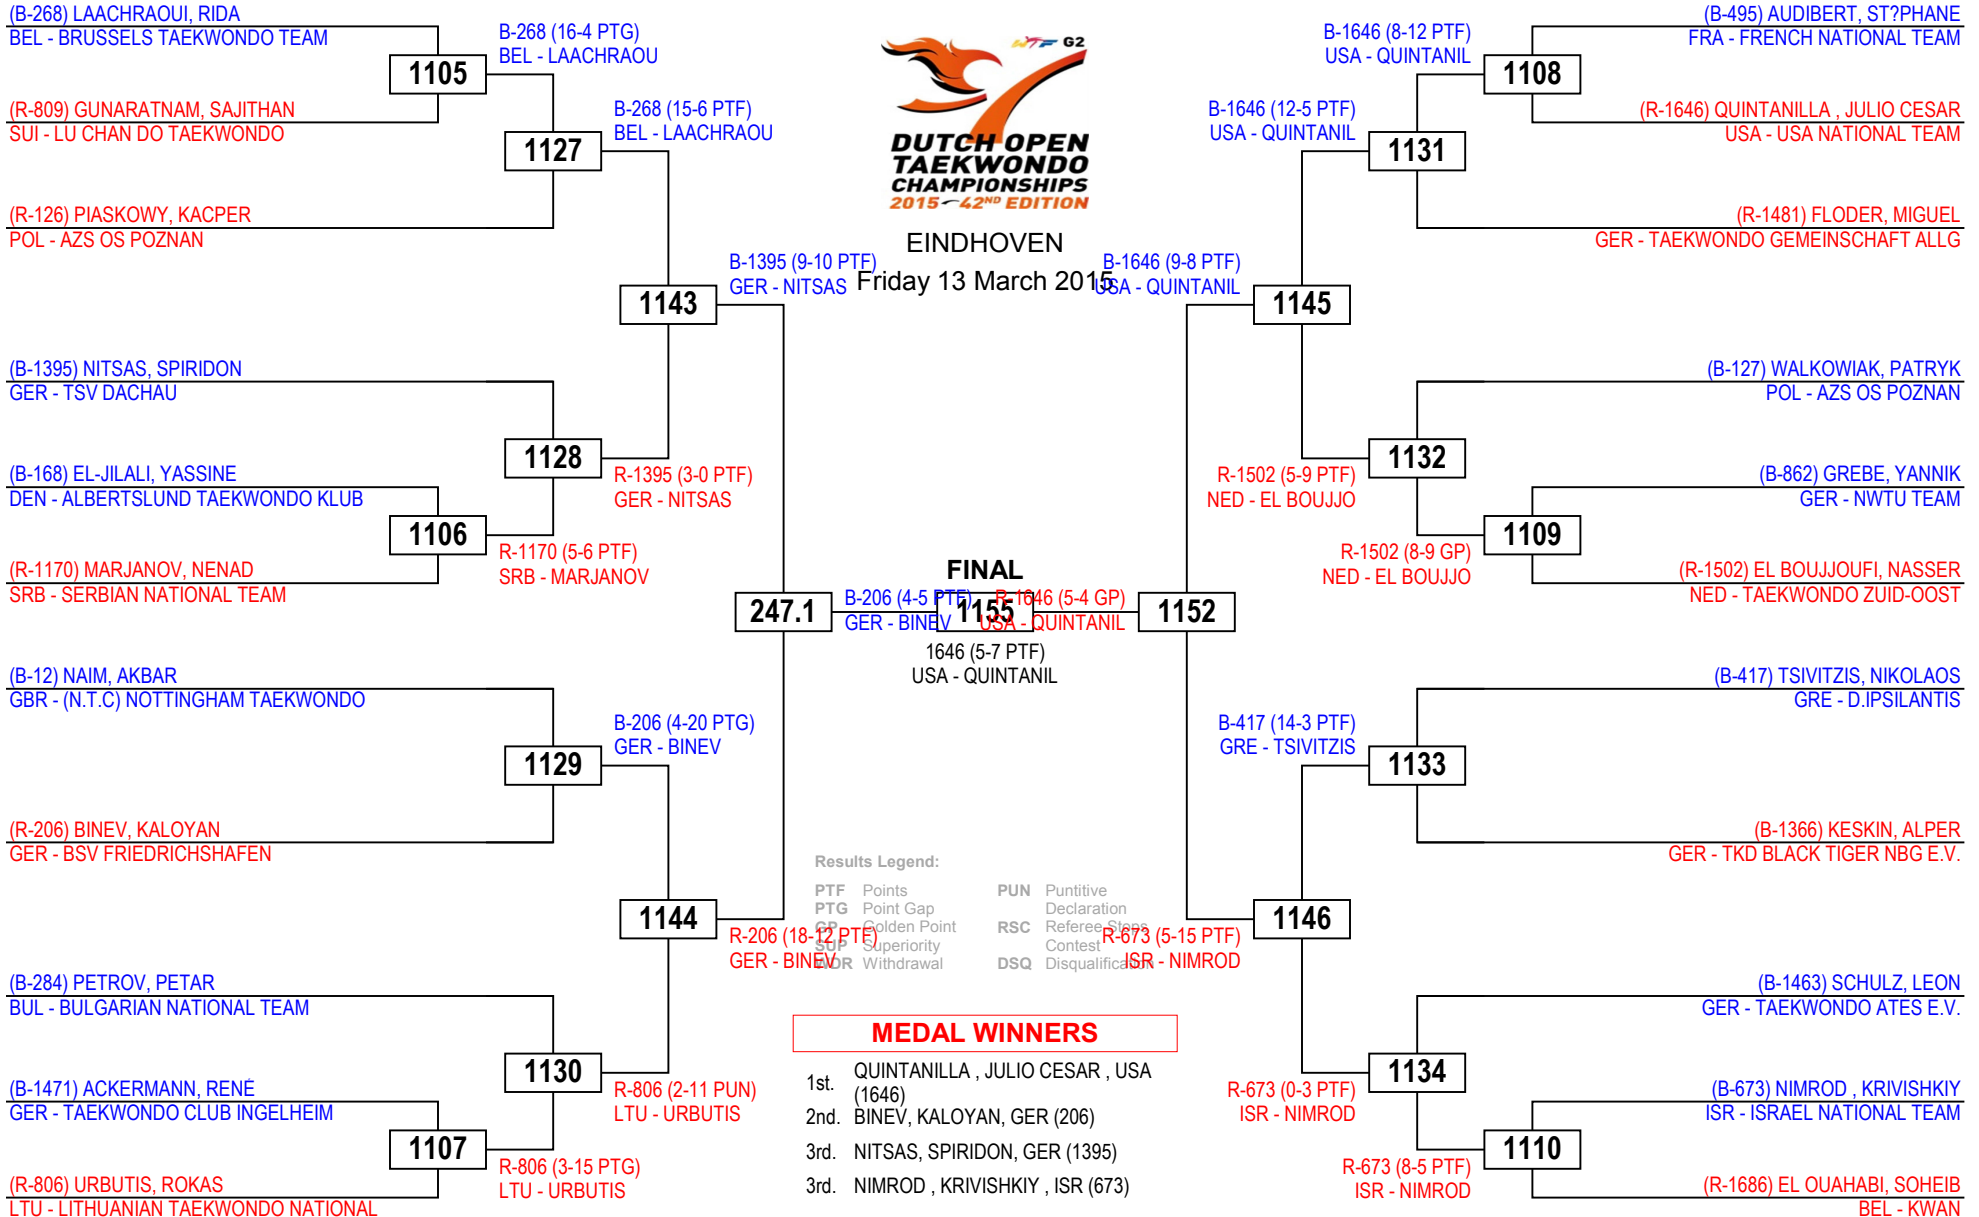 (B-268) LAACHRAOUI, RIDA
BEL - BRUSSELS TAEKWONDO TEAM
1105
(R-809) GUNARATNAM, SAJITHAN
SUI - LU CHAN DO TAEKWONDO
B-268 (16-4 PTG)
BEL - LAACHRAOU
1127
(R-126) PIASKOWY, KACPER
POL - AZS OS POZNAN
B-268 (15-6 PTF)
BEL - LAACHRAOU
1143
(B-1395) NITSAS, SPIRIDON
GER - TSV DACHAU
1128
(B-168) EL-JILALI, YASSINE
DEN - ALBERTSLUND TAEKWONDO KLUB
1106
(R-1170) MARJANOV, NENAD
SRB - SERBIAN NATIONAL TEAM
R-1170 (5-6 PTF)
SRB - MARJANOV
R-1395 (3-0 PTF)
GER - NITSAS
B-1395 (9-10 PTF)
GER - NITSAS
247.1
(B-12) NAIM, AKBAR
GBR - (N.T.C) NOTTINGHAM TAEKWONDO
1129
(R-206) BINEV, KALOYAN
GER - BSV FRIEDRICHSHAFEN
B-206 (4-20 PTG)
GER - BINEV
1144
R-206 (18-12 PTF)
GER - BINEV
(B-284) PETROV, PETAR
BUL - BULGARIAN NATIONAL TEAM
1130
(B-1471) ACKERMANN, RENÉ
GER - TAEKWONDO CLUB INGELHEIM
1107
(R-806) URBUTIS, ROKAS
LTU - LITHUANIAN TAEKWONDO NATIONAL
R-806 (3-15 PTG)
LTU - URBUTIS
R-806 (2-11 PUN)
LTU - URBUTIS
WTF G2
DUTCH OPEN
TAEKWONDO
CHAMPIONSHIPS
2015 42ND EDITION
EINDHOVEN
Friday 13 March 2015
FINAL
B-206 (4-5 PTF)
GER - BINEV
1155
R-1646 (5-4 GP)
USA - QUINTANIL
1646 (5-7 PTF)
USA - QUINTANIL
Results Legend:
PTF Points
PTG Point Gap
GP Golden Point
SUP Superiority
WDR Withdrawal
PUN Puntitive
Declaration
RSC Referee Stops
Contest
DSQ Disqualification
MEDAL WINNERS
1st. QUINTANILLA , JULIO CESAR , USA
(1646)
2nd. BINEV, KALOYAN, GER (206)
3rd. NITSAS, SPIRIDON, GER (1395)
3rd. NIMROD , KRIVISHKIY , ISR (673)
(B-495) AUDIBERT, ST?PHANE
FRA - FRENCH NATIONAL TEAM
1108
(R-1646) QUINTANILLA , JULIO CESAR
USA - USA NATIONAL TEAM
B-1646 (8-12 PTF)
USA - QUINTANIL
1131
(R-1481) FLODER, MIGUEL
GER - TAEKWONDO GEMEINSCHAFT ALLG
B-1646 (12-5 PTF)
USA - QUINTANIL
1145
B-1646 (9-8 PTF)
USA - QUINTANIL
(B-127) WALKOWIAK, PATRYK
POL - AZS OS POZNAN
1132
(B-862) GREBE, YANNIK
GER - NWTU TEAM
1109
(R-1502) EL BOUJJOUFI, NASSER
NED - TAEKWONDO ZUID-OOST
R-1502 (8-9 GP)
NED - EL BOUJJO
R-1502 (5-9 PTF)
NED - EL BOUJJO
1152
(B-417) TSIVITZIS, NIKOLAOS
GRE - D.IPSILANTIS
1133
(B-1366) KESKIN, ALPER
GER - TKD BLACK TIGER NBG E.V.
B-417 (14-3 PTF)
GRE - TSIVITZIS
1146
R-673 (5-15 PTF)
ISR - NIMROD
(B-1463) SCHULZ, LEON
GER - TAEKWONDO ATES E.V.
1134
(B-673) NIMROD , KRIVISHKIY
ISR - ISRAEL NATIONAL TEAM
1110
(R-1686) EL OUAHABI, SOHEIB
BEL - KWAN
R-673 (8-5 PTF)
ISR - NIMROD
R-673 (0-3 PTF)
ISR - NIMROD